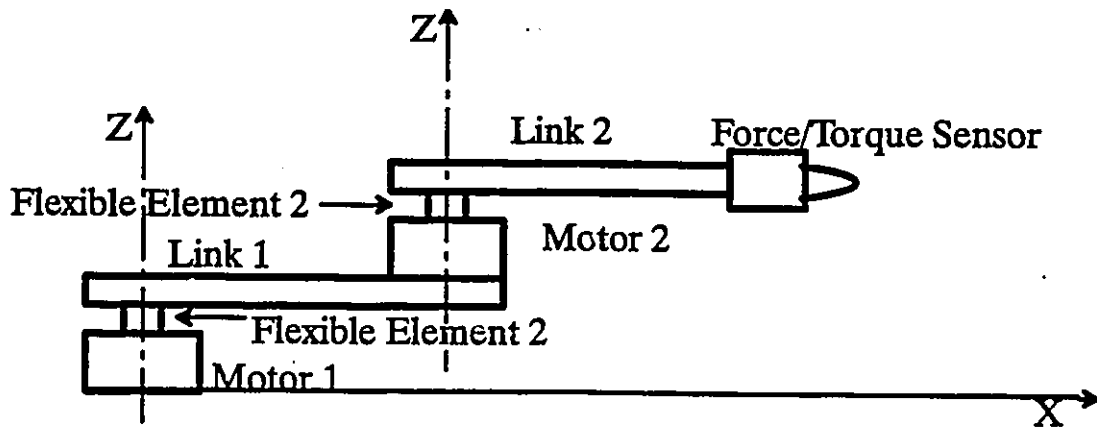 Z
Z
Link 2
Force/Torque Sensor
Flexible Element 2
Motor 2
Link 1
Flexible Element 2
Motor 1
X